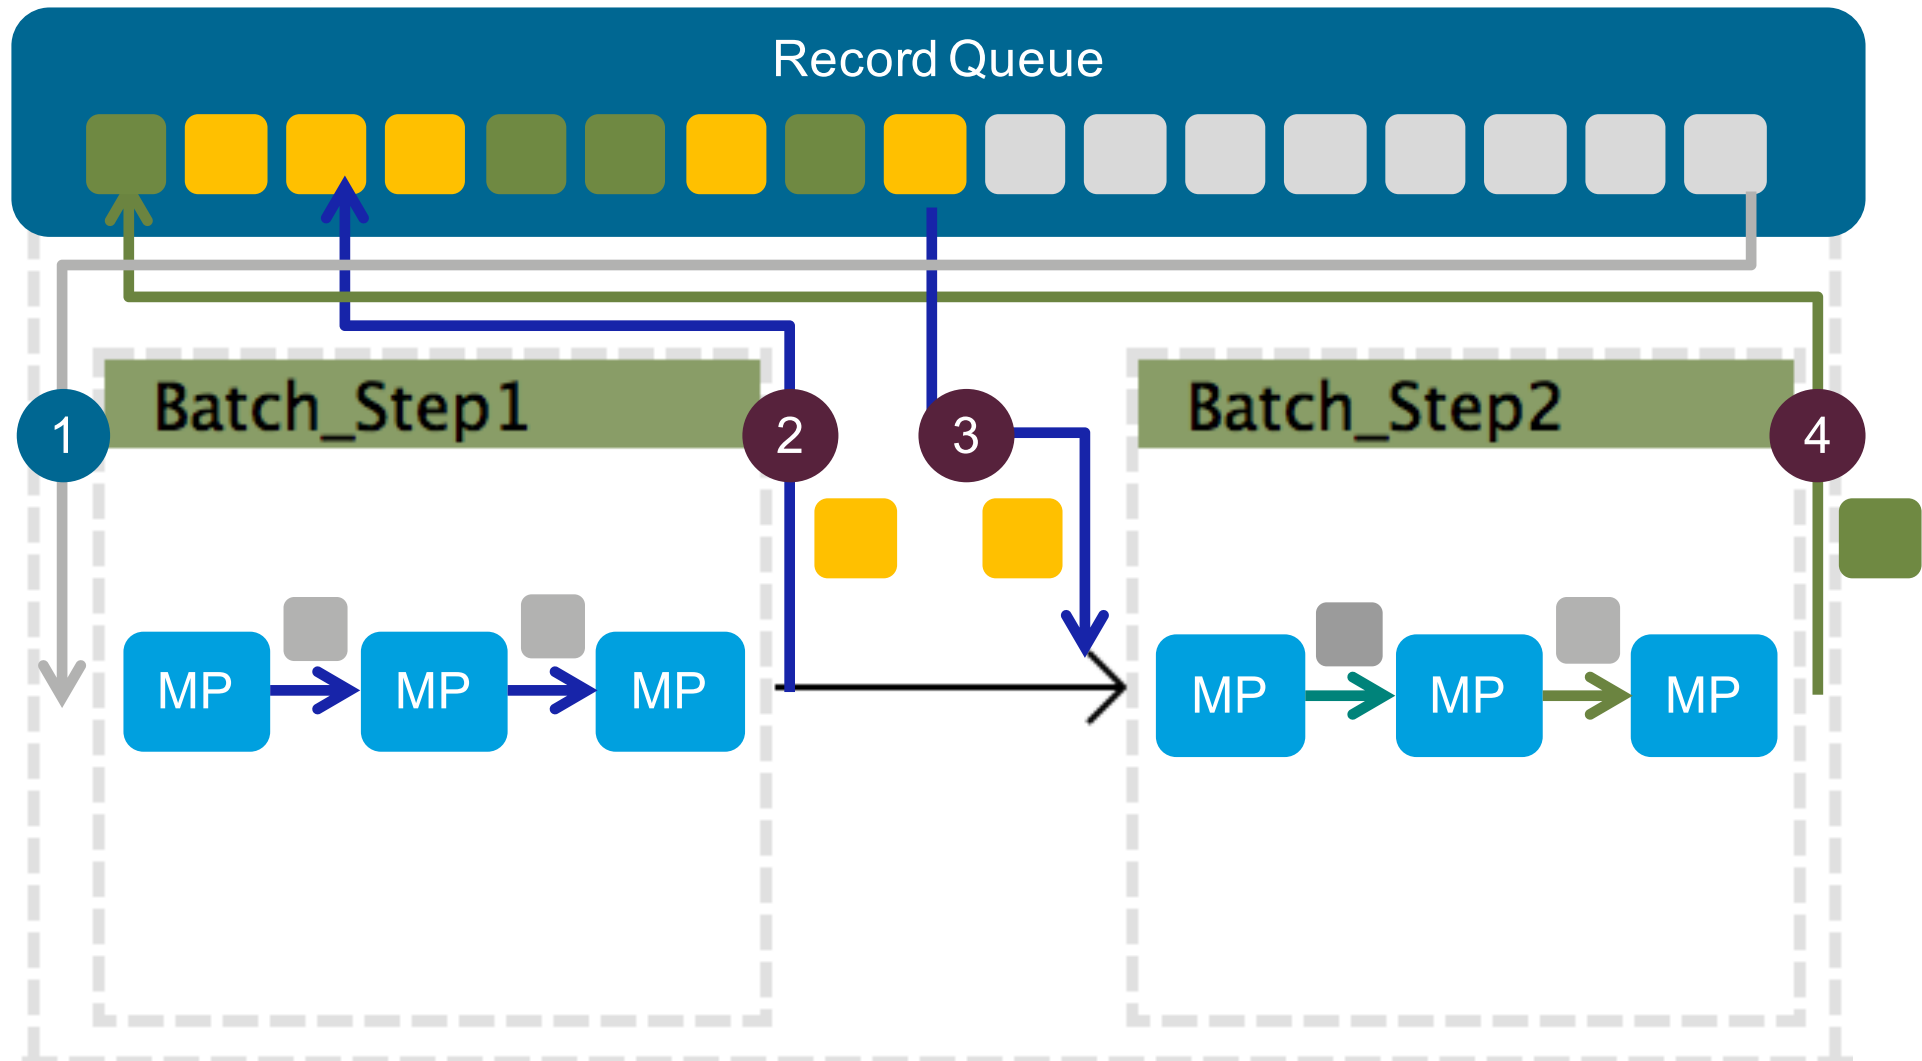 Record Queue
Batch_Step1
Batch_Step2
1
2
3
4
MP
MP
MP
MP
MP
MP